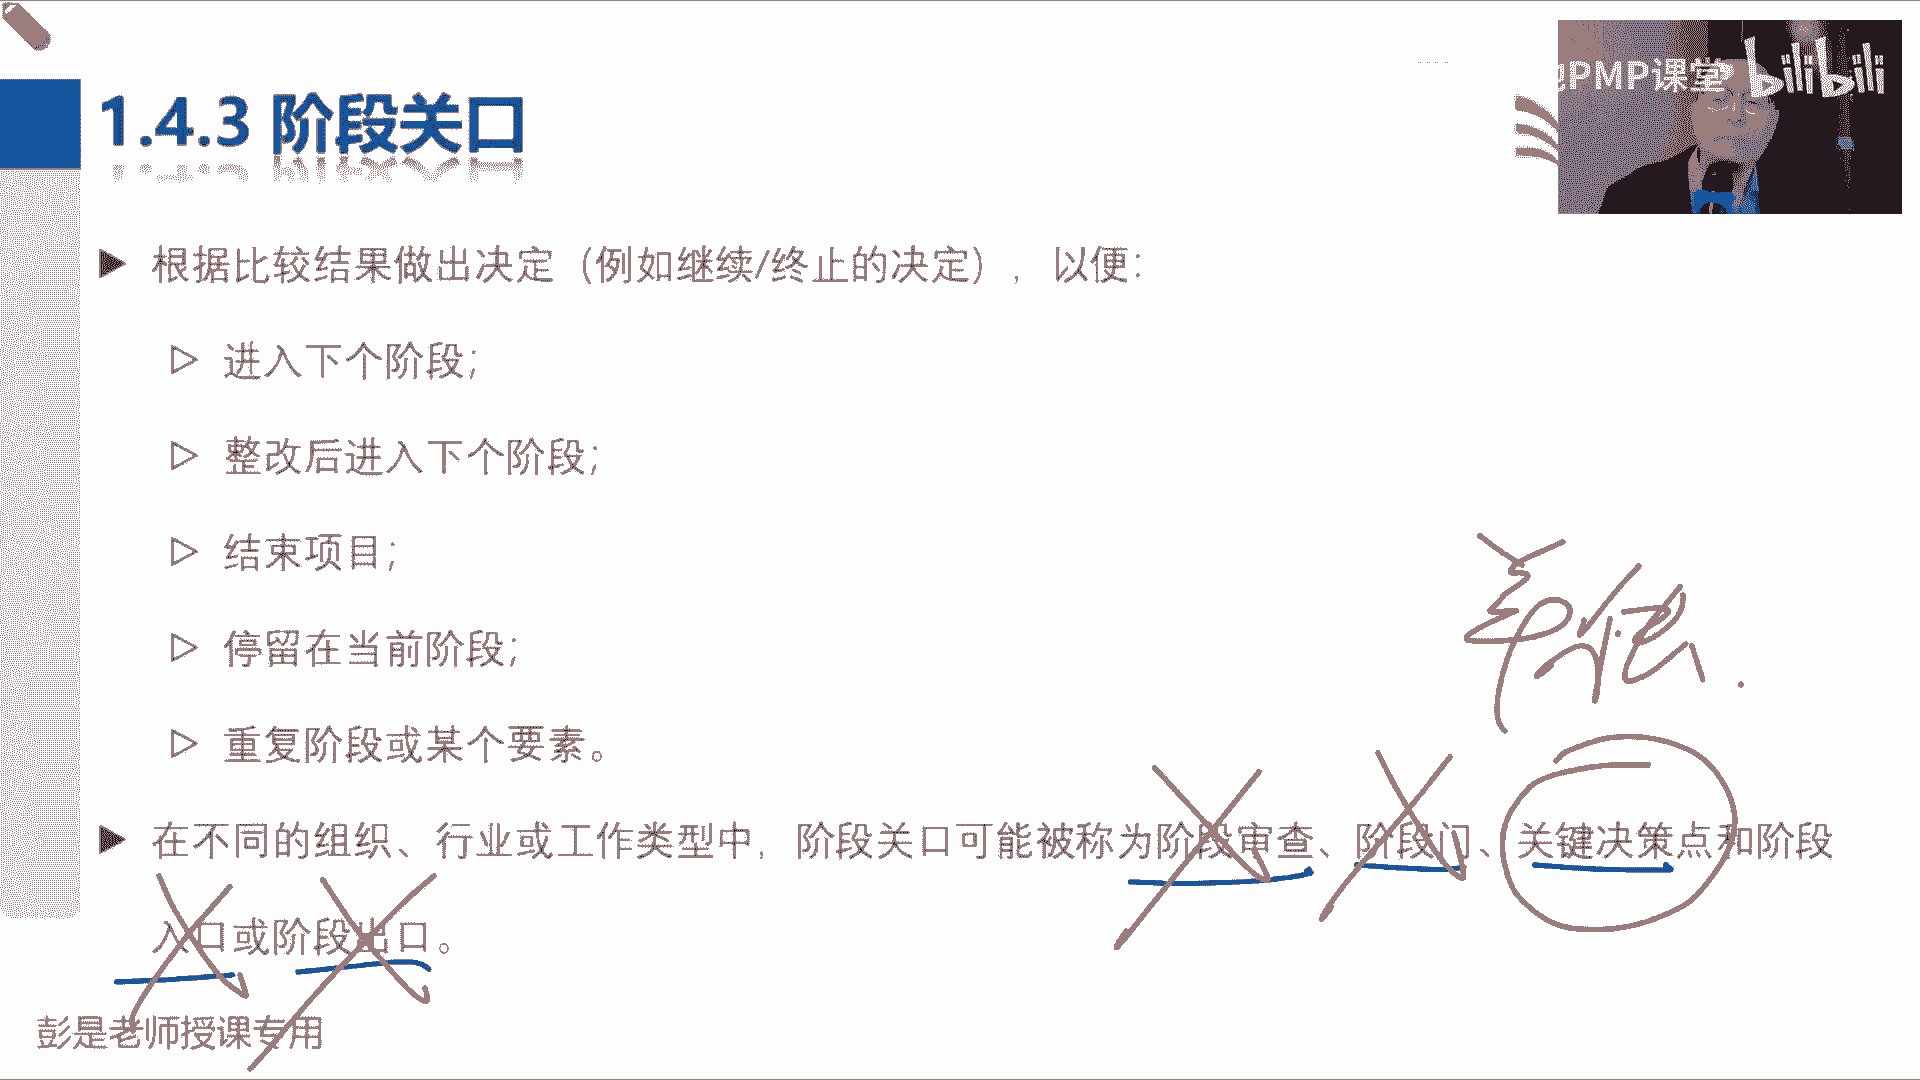 PMP课堂 bilibili
1.4.3 阶段关口
根据比较结果做出决定（例如继续/终止的决定），以便：
进入下个阶段；
整改后进入下个阶段；
结束项目；
停留在当前阶段；
重复阶段或某个要素。
在不同的组织、行业或工作类型中，阶段关口可能被称为阶段审查、阶段门、关键决策点和阶段
入口或阶段出口。
彭是老师授课专用